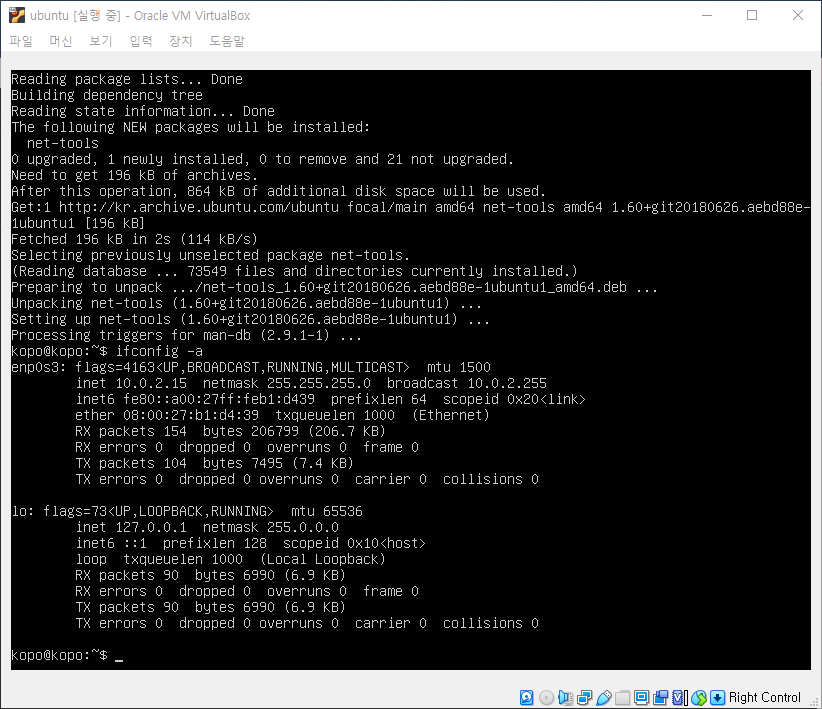 ubuntu [실행 중] - Oracle VM VirtualBox
파일 머신 보기 입력 장치 도움말
Reading package lists... Done
Building dependency tree
Reading state information... Done
The following NEW packages will be installed:
  net-tools
0 upgraded, 1 newly installed, 0 to remove and 21 not upgraded.
Need to get 196 kB of archives.
After this operation, 864 kB of additional disk space will be used.
Get:1 http://kr.archive.ubuntu.com/ubuntu focal/main amd64 net-tools amd64 1.60+git20180626.aebd88e-
1ubuntu1 [196 kB]
Fetched 196 kB in 2s (114 kB/s)
Selecting previously unselected package net-tools.
(Reading database ... 73549 files and directories currently installed.)
Preparing to unpack .../net-tools_1.60+git20180626.aebd88e-1ubuntu1_amd64.deb ...
Unpacking net-tools (1.60+git20180626.aebd88e-1ubuntu1) ...
Setting up net-tools (1.60+git20180626.aebd88e-1ubuntu1) ...
Processing triggers for man-db (2.9.1-1) ...
kopo@kopo:~$ ifconfig -a
enp0s3: flags=4163<UP,BROADCAST,RUNNING,MULTICAST>  mtu 1500
        inet 10.0.2.15  netmask 255.255.255.0  broadcast 10.0.2.255
        inet6 fe80::a00:27ff:feb1:d439  prefixlen 64  scopeid 0x20<link>
        ether 08:00:27:b1:d4:39  txqueuelen 1000  (Ethernet)
        RX packets 154  bytes 206799 (206.7 KB)
        RX errors 0  dropped 0  overruns 0  frame 0
        TX packets 104  bytes 7495 (7.4 KB)
        TX errors 0  dropped 0 overruns 0  carrier 0  collisions 0
lo: flags=73<UP,LOOPBACK,RUNNING>  mtu 65536
        inet 127.0.0.1  netmask 255.0.0.0
        inet6 ::1  prefixlen 128  scopeid 0x10<host>
        loop  txqueuelen 1000  (Local Loopback)
        RX packets 90  bytes 6990 (6.9 KB)
        RX errors 0  dropped 0  overruns 0  frame 0
        TX packets 90  bytes 6990 (6.9 KB)
        TX errors 0  dropped 0 overruns 0  carrier 0  collisions 0
kopo@kopo:~$ _
Right Control